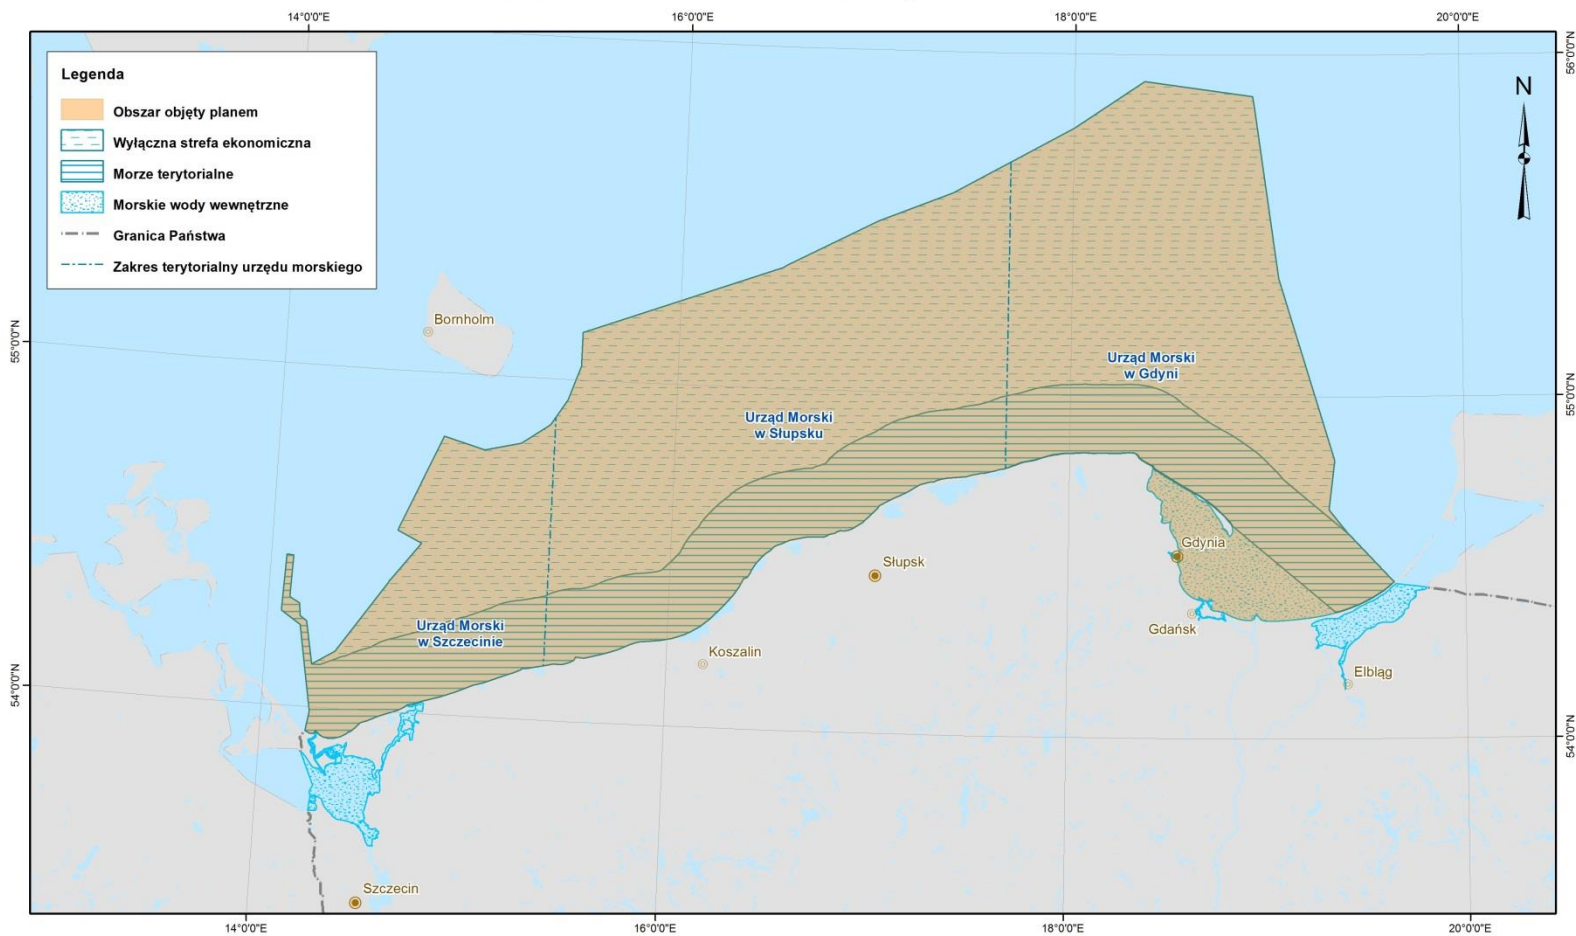 14°0'0"E
16°0'0"E
18°0'0"E
20°0'0"E
56°0'0"N
Legenda
Obszar objęty planem
Wyłączna strefa ekonomiczna
Morze terytorialne
Morskie wody wewnętrzne
Granica Państwa
Zakres terytorialny urzędu morskiego
N
Bornholm
55°0'0"N
55°0'0"N
Urząd Morski
w Gdyni
Urząd Morski
w Słupsku
Gdynia
Słupsk
Urząd Morski
w Szczecinie
Gdańsk
Koszalin
Elbląg
54°0'0"N
54°0'0"N
Szczecin
14°0'0"E
16°0'0"E
18°0'0"E
20°0'0"E